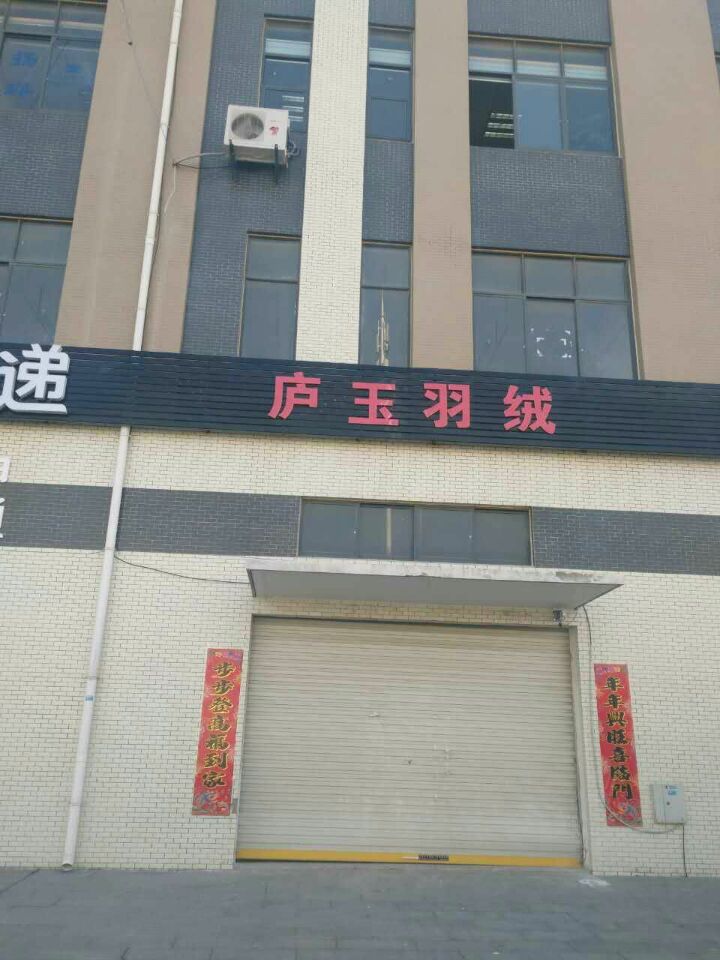 递
庐玉羽绒
步步登高福到家
年年興旺喜臨門